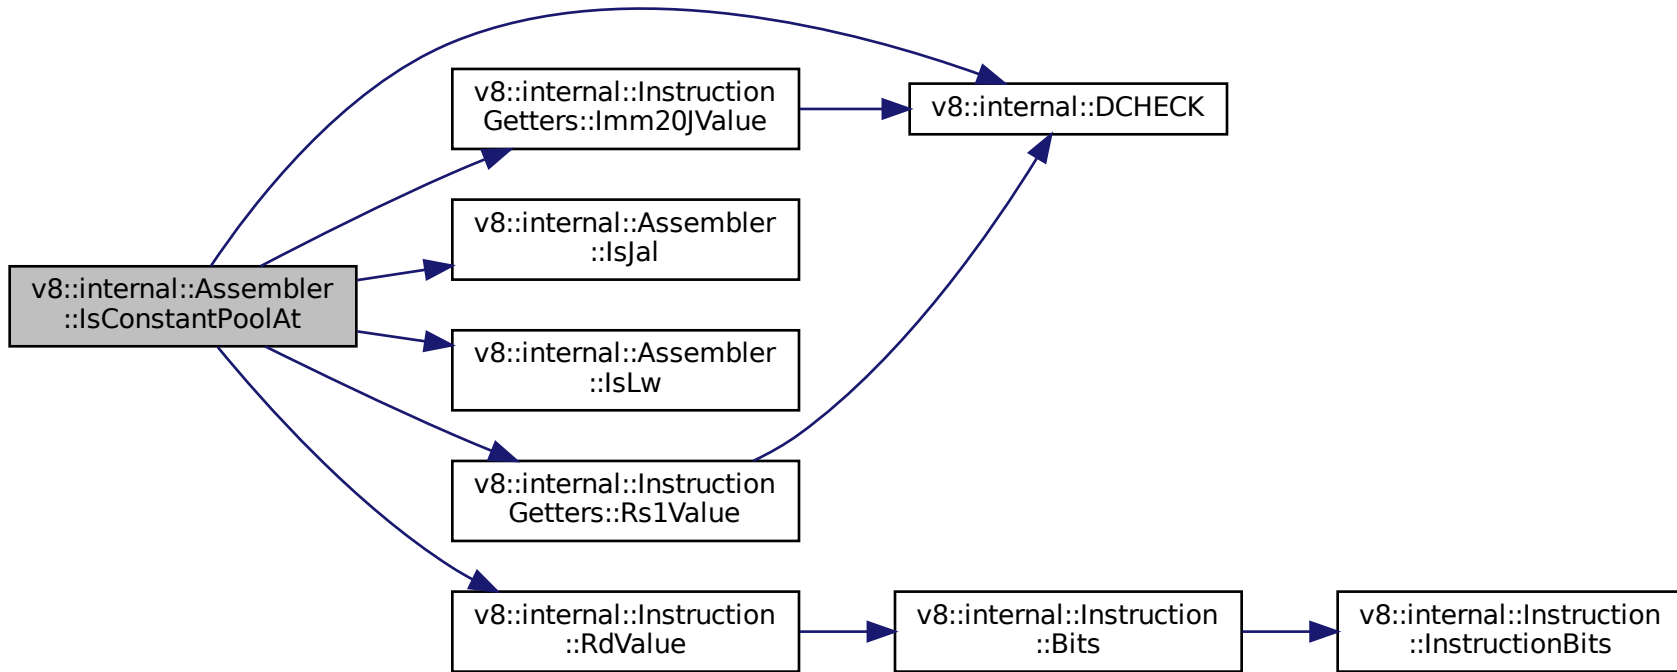 v8::internal::Assembler
::IsConstantPoolAt
v8::internal::Instruction
Getters::Imm20JValue
v8::internal::DCHECK
v8::internal::Assembler
::IsJal
v8::internal::Assembler
::IsLw
v8::internal::Instruction
Getters::Rs1Value
v8::internal::Instruction
::RdValue
v8::internal::Instruction
::Bits
v8::internal::Instruction
::InstructionBits